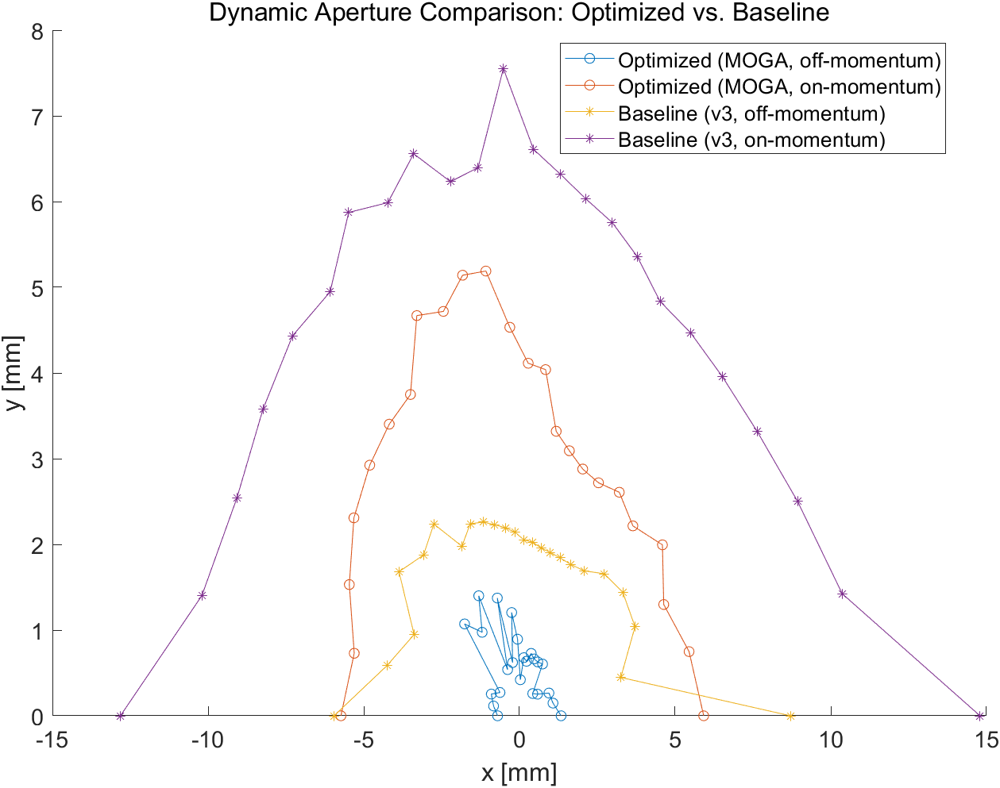 Dynamic Aperture Comparison: Optimized vs. Baseline
Optimized (MOGA, off-momentum)
Optimized (MOGA, on-momentum)
Baseline (v3, off-momentum)
Baseline (v3, on-momentum)
8
7
6
5
4
3
2
1
0
y [mm]
-15 -10 -5 0 5 10 15
x [mm]